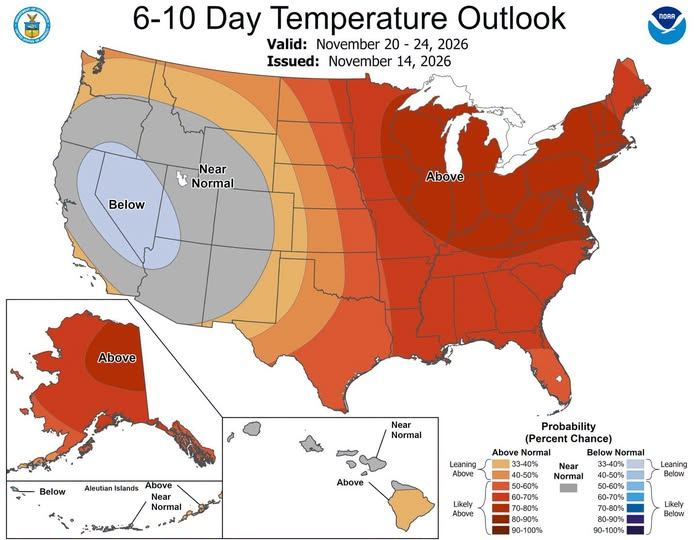 6-10 Day Temperature Outlook
Valid: November 20 - 24, 2026
Issued: November 14, 2026
NOAA
Near
Normal
Below
Above
Above
Near
Normal
Above
Below
Aleutian Islands
Above
Near
Normal
Probability
(Percent Chance)
Above Normal
Below Normal
Leaning
Above
Likely
Above
33-40%
40-50%
50-60%
60-70%
70-80%
80-90%
90-100%
Near
Normal
33-40%
40-50%
50-60%
60-70%
70-80%
80-90%
90-100%
Leaning
Below
Likely
Below